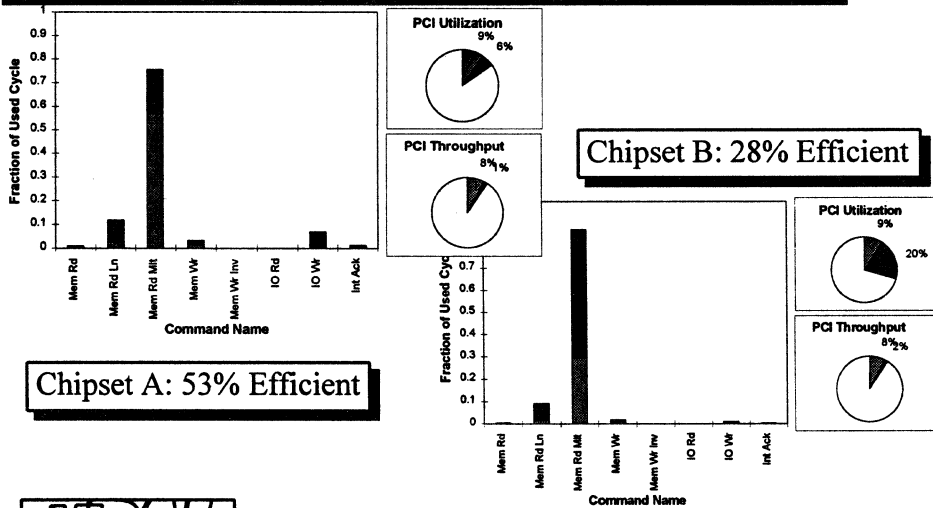 1
0.9
0.8
0.7
0.6
0.5
0.4
0.3
0.2
0.1
0
Fraction of Used Cycle
Mem Rd
Mem Rd Ln
Mem Rd Mlt
Mem Wr
Mem Wr Inv
IO Rd
IO Wr
Int Ack
Command Name
PCI Utilization
9%
6%
PCI Throughput
8%
1%
Chipset A: 53% Efficient
Chipset B: 28% Efficient
0.7
0.6
0.5
0.4
0.3
0.2
0.1
0
Fraction of Used Cyc
Mem Rd
Mem Rd Ln
Mem Rd Mlt
Mem Wr
Mem Wr Inv
IO Rd
IO Wr
Int Ack
Command Name
PCI Utilization
9%
20%
PCI Throughput
8%
2%